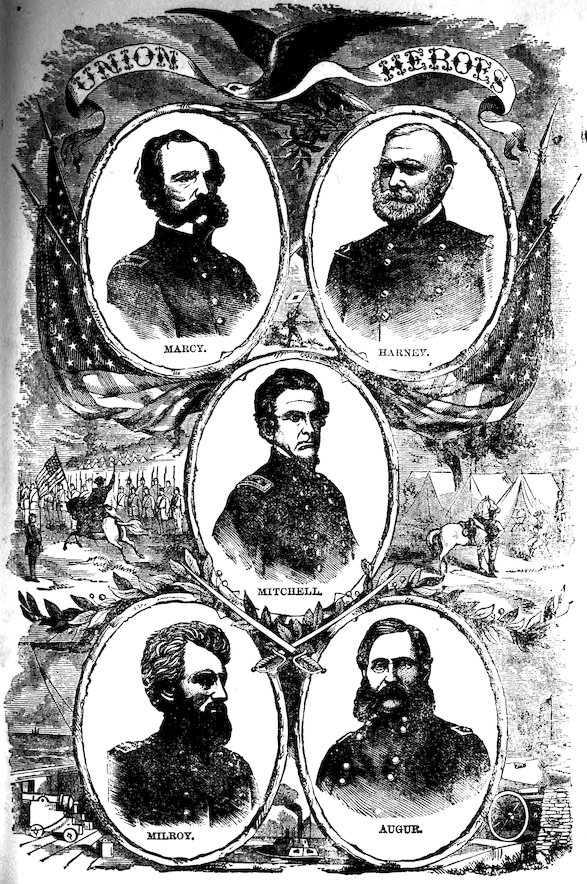 UNION HEROES
MARCY.
HARNEY.
MITCHELL.
MILROY.
AUGUR.